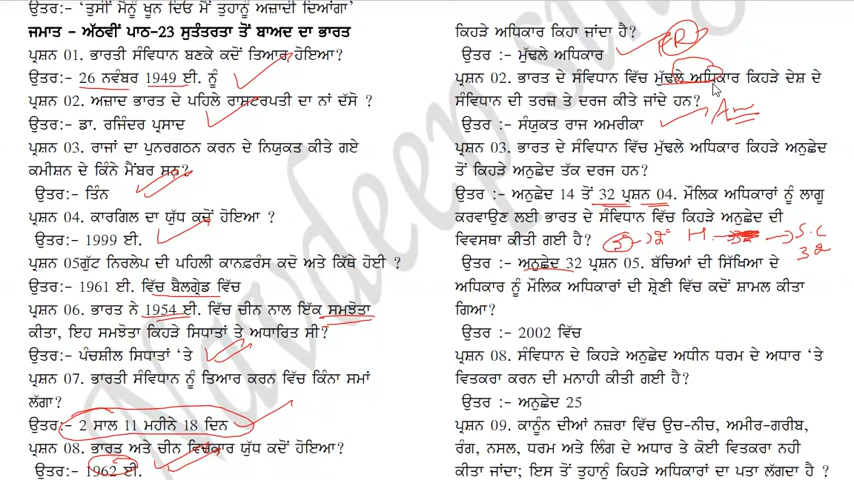 ਉਤਰ:- 'ਤੁਸੀਂ ਮੈਨੂੰ ਖੂਨ ਦਿਓ ਮੈਂ ਤੁਹਾਨੂੰ ਅਜ਼ਾਦੀ ਦਿਆਂਗਾ'
ਜਮਾਤ - ਅੱਠਵੀਂ ਪਾਠ-23 ਸੁਤੰਤਰਤਾ ਤੋਂ ਬਾਅਦ ਦਾ ਭਾਰਤ
ਪ੍ਰਸ਼ਨ 01. ਭਾਰਤੀ ਸੰਵਿਧਾਨ ਬਣਕੇ ਕਦੋਂ ਤਿਆਰ ਹੋਇਆ?
ਉਤਰ:- 26 ਨਵੰਬਰ 1949 ਈ. ਨੂੰ
ਪ੍ਰਸ਼ਨ 02. ਅਜ਼ਾਦ ਭਾਰਤ ਦੇ ਪਹਿਲੇ ਰਾਸ਼ਟਰਪਤੀ ਦਾ ਨਾਂ ਦੱਸੋ ?
ਉਤਰ:- ਡਾ. ਰਜਿੰਦਰ ਪ੍ਰਸਾਦ
ਪ੍ਰਸ਼ਨ 03. ਰਾਜਾਂ ਦਾ ਪੁਨਰਗਠਨ ਕਰਨ ਦੇ ਨਿਯੁਕਤ ਕੀਤੇ ਗਏ
ਕਮੀਸ਼ਨ ਦੇ ਕਿੰਨੇ ਮੈਂਬਰ ਸਨ?
ਉਤਰ:- ਤਿੰਨ
ਪ੍ਰਸ਼ਨ 04. ਕਾਰਗਿਲ ਦਾ ਯੁੱਧ ਕਦੋਂ ਹੋਇਆ ?
ਉਤਰ:- 1999 ਈ.
ਪ੍ਰਸ਼ਨ 05ਗੁੱਟ ਨਿਰਲੇਪ ਦੀ ਪਹਿਲੀ ਕਾਨਫ਼ਰੰਸ ਕਦੋ ਅਤੇ ਕਿੱਥੇ ਹੋਈ ?
ਉਤਰ:- 1961 ਈ. ਵਿੱਚ ਬੈਲਗ੍ਰੇਡ ਵਿੱਚ
ਪ੍ਰਸ਼ਨ 06. ਭਾਰਤ ਨੇ 1954 ਈ. ਵਿੱਚ ਚੀਨ ਨਾਲ ਇੱਕ ਸਮਝੋਤਾ
ਕੀਤਾ, ਇਹ ਸਮਝੋਤਾ ਕਿਹੜੇ ਸਿਧਾਤਾਂ ਤੇ ਅਧਾਰਿਤ ਸੀ?
ਉਤਰ:- ਪੰਚਸ਼ੀਲ ਸਿਧਾਤਾਂ 'ਤੇ
ਪ੍ਰਸ਼ਨ 07. ਭਾਰਤੀ ਸੰਵਿਧਾਨ ਨੂੰ ਤਿਆਰ ਕਰਨ ਵਿੱਚ ਕਿੰਨਾ ਸਮਾਂ
ਲੱਗਾ?
ਉਤਰ:- 2 ਸਾਲ 11 ਮਹੀਨੇ 18 ਦਿਨ
ਪ੍ਰਸ਼ਨ 08. ਭਾਰਤ ਅਤੇ ਚੀਨ ਵਿਚਕਾਰ ਯੁੱਧ ਕਦੋਂ ਹੋਇਆ?
ਉਤਰ:- 1962 ਈ.
ਕਿਹੜੇ ਅਧਿਕਾਰ ਕਿਹਾ ਜਾਂਦਾ ਹੈ?
ਉਤਰ :- ਮੁੱਢਲੇ ਅਧਿਕਾਰ
FR
ਪ੍ਰਸ਼ਨ 02. ਭਾਰਤ ਦੇ ਸੰਵਿਧਾਨ ਵਿੱਚ ਮੁੱਢਲੇ ਅਧਿਕਾਰ ਕਿਹੜੇ ਦੇਸ਼ ਦੇ
ਸੰਵਿਧਾਨ ਦੀ ਤਰਜ਼ ਤੇ ਦਰਜ ਕੀਤੇ ਜਾਂਦੇ ਹਨ?
ਉਤਰ :- ਸੰਯੁਕਤ ਰਾਜ ਅਮਰੀਕਾ
ਪ੍ਰਸ਼ਨ 03. ਭਾਰਤ ਦੇ ਸੰਵਿਧਾਨ ਵਿੱਚ ਮੁੱਢਲੇ ਅਧਿਕਾਰ ਕਿਹੜੇ ਅਨੁਛੇਦ
ਤੋਂ ਕਿਹੜੇ ਅਨੁਛੇਦ ਤੱਕ ਦਰਜ ਹਨ?
ਉਤਰ :- ਅਨੁਛੇਦ 14 ਤੋਂ 32 ਪ੍ਰਸ਼ਨ 04. ਮੌਲਿਕ ਅਧਿਕਾਰਾਂ ਨੂੰ ਲਾਗੂ
ਕਰਵਾਉਣ ਲਈ ਭਾਰਤ ਦੇ ਸੰਵਿਧਾਨ ਵਿੱਚ ਕਿਹੜੇ ਅਨੁਛੇਦ ਦੀ
ਵਿਵਸਥਾ ਕੀਤੀ ਗਈ ਹੈ?
H S.C
32
ਉਤਰ :- ਅਨੁਛੇਦ 32 ਪ੍ਰਸ਼ਨ 05. ਬੱਚਿਆਂ ਦੀ ਸਿੱਖਿਆ ਦੇ
ਅਧਿਕਾਰ ਨੂੰ ਮੌਲਿਕ ਅਧਿਕਾਰਾਂ ਦੀ ਸ਼੍ਰੇਣੀ ਵਿੱਚ ਕਦੋਂ ਸ਼ਾਮਲ ਕੀਤਾ
ਗਿਆ?
ਉਤਰ :- 2002 ਵਿੱਚ
ਪ੍ਰਸ਼ਨ 08. ਸੰਵਿਧਾਨ ਦੇ ਕਿਹੜੇ ਅਨੁਛੇਦ ਅਧੀਨ ਧਰਮ ਦੇ ਅਧਾਰ 'ਤੇ
ਵਿਤਕਰਾ ਕਰਨ ਦੀ ਮਨਾਹੀ ਕੀਤੀ ਗਈ ਹੈ?
ਉਤਰ :- ਅਨੁਛੇਦ 25
ਪ੍ਰਸ਼ਨ 09. ਕਾਨੂੰਨ ਦੀਆਂ ਨਜ਼ਰਾ ਵਿੱਚ ਉਚ-ਨੀਚ, ਅਮੀਰ-ਗਰੀਬ,
ਰੰਗ, ਨਸਲ, ਧਰਮ ਅਤੇ ਲਿੰਗ ਦੇ ਅਧਾਰ ਤੇ ਕੋਈ ਵਿਤਕਰਾ ਨਹੀ
ਕੀਤਾ ਜਾਂਦਾ; ਇਸ ਤੋਂ ਤੁਹਾਨੂੰ ਕਿਹੜੇ ਅਧਿਕਾਰਾਂ ਦਾ ਪਤਾ ਲੱਗਦਾ ਹੈ ?
Navdeep